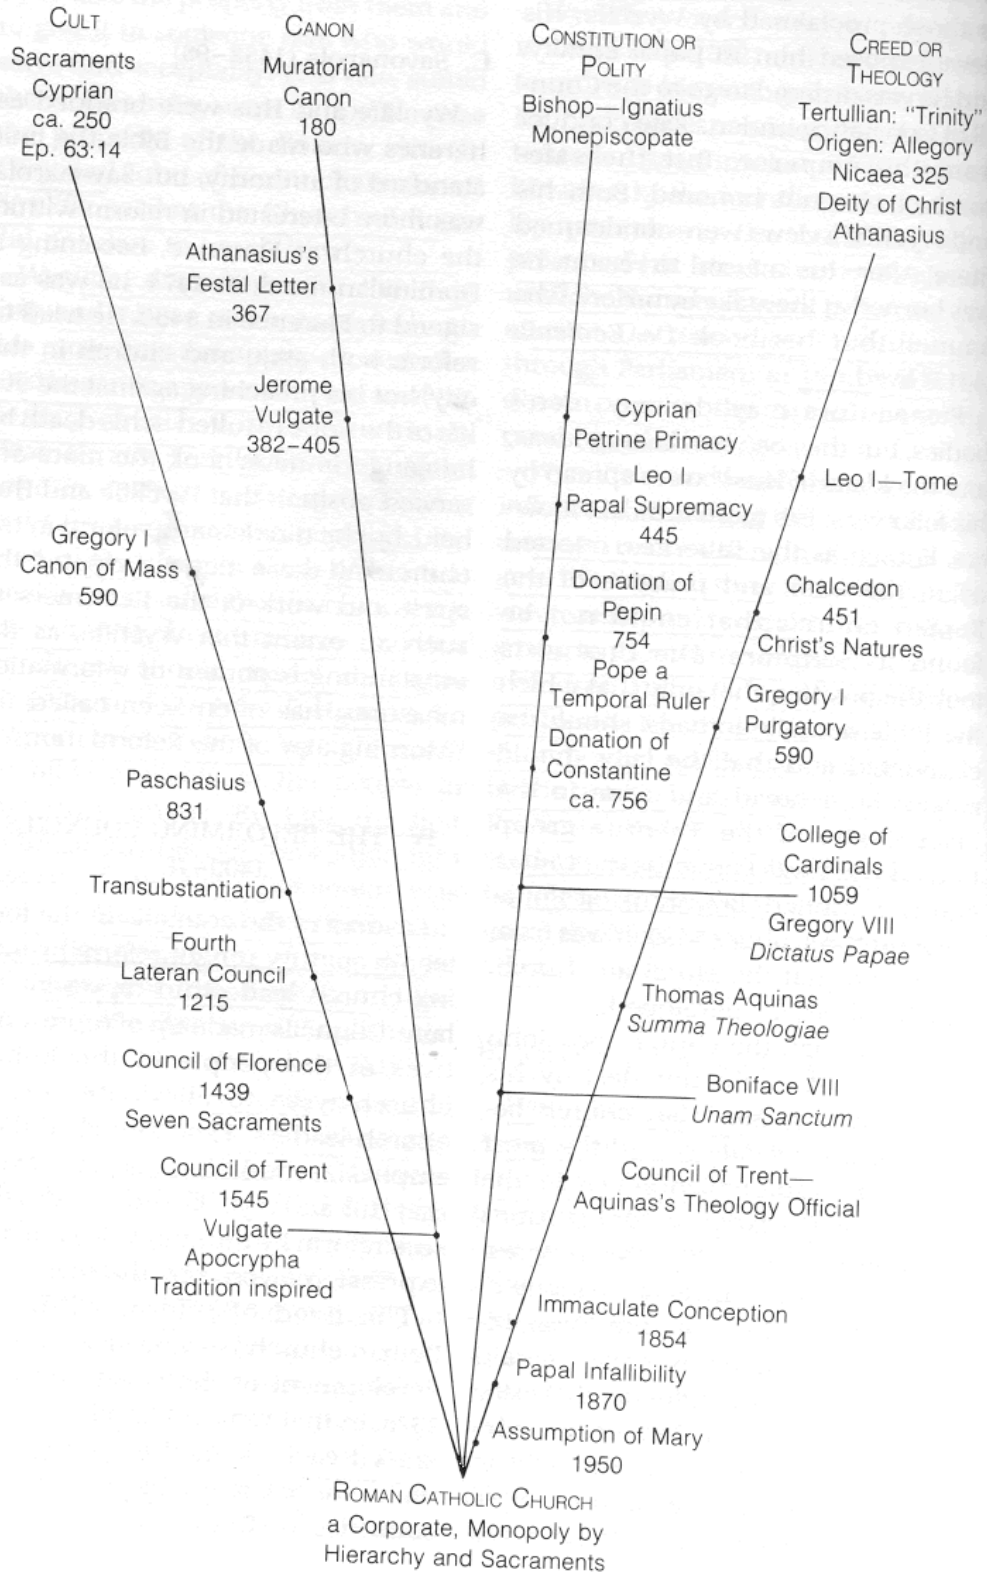 CULT
Sacraments
Cyprian
ca. 250
Ep. 63:14
CANON
Muratorian
Canon
180
CONSTITUTION OR
POLITY
Bishop—Ignatius
Monepiscopate
CREED OR
THEOLOGY
Tertullian: “Trinity”
Origen: Allegory
Nicaea 325
Deity of Christ
Athanasius
Athanasius's
Festal Letter
367
Jerome
Vulgate
382–405
Cyprian
Petrine Primacy
Leo I
Papal Supremacy
445
Leo I—Tome
Gregory I
Canon of Mass
590
Donation of
Pepin
754
Pope a
Temporal Ruler
Chalcedon
451
Christ's Natures
Gregory I
Purgatory
590
Donation of
Constantine
ca. 756
Paschasius
831
College of
Cardinals
1059
Gregory VIII
Dictatus Papae
Transubstantiation
Fourth
Lateran Council
1215
Thomas Aquinas
Summa Theologiae
Council of Florence
1439
Seven Sacraments
Boniface VIII
Unam Sanctum
Council of Trent
1545
Vulgate
Apocrypha
Tradition inspired
Council of Trent—
Aquinas's Theology Official
Immaculate Conception
1854
Papal Infallibility
1870
Assumption of Mary
1950
ROMAN CATHOLIC CHURCH
a Corporate, Monopoly by
Hierarchy and Sacraments